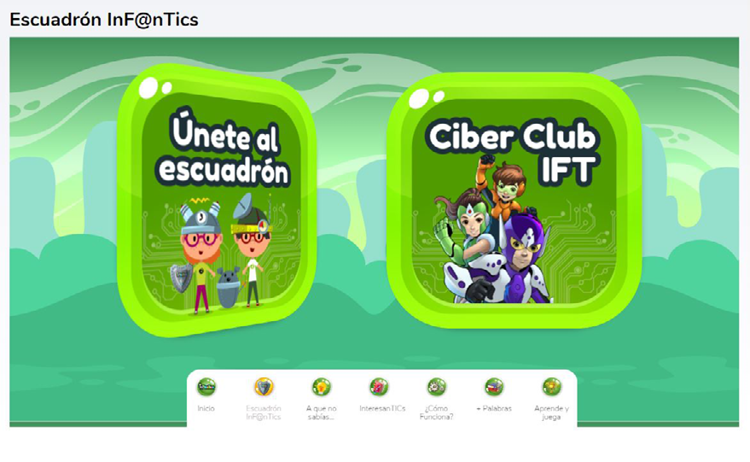 Escuadrón InF@nTics
Únete al
escuadrón
Ciber Club
IFT
Inicio
Escuadrón
InF@nTics
A que no
sabías...
InteresanTICs
¿Cómo
Funciona?
+ Palabras
Aprende y
juega